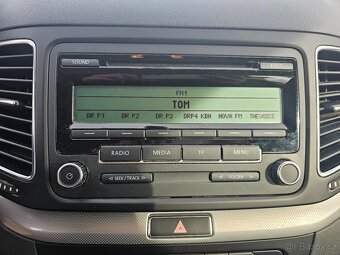 SOUND
FM1
TOM
DR P1 DR P2 DR P3 DRP4 KBH NOVA FM THEVOICE
RADIO MEDIA TP MENU
SEEK/TRACK FOLDER